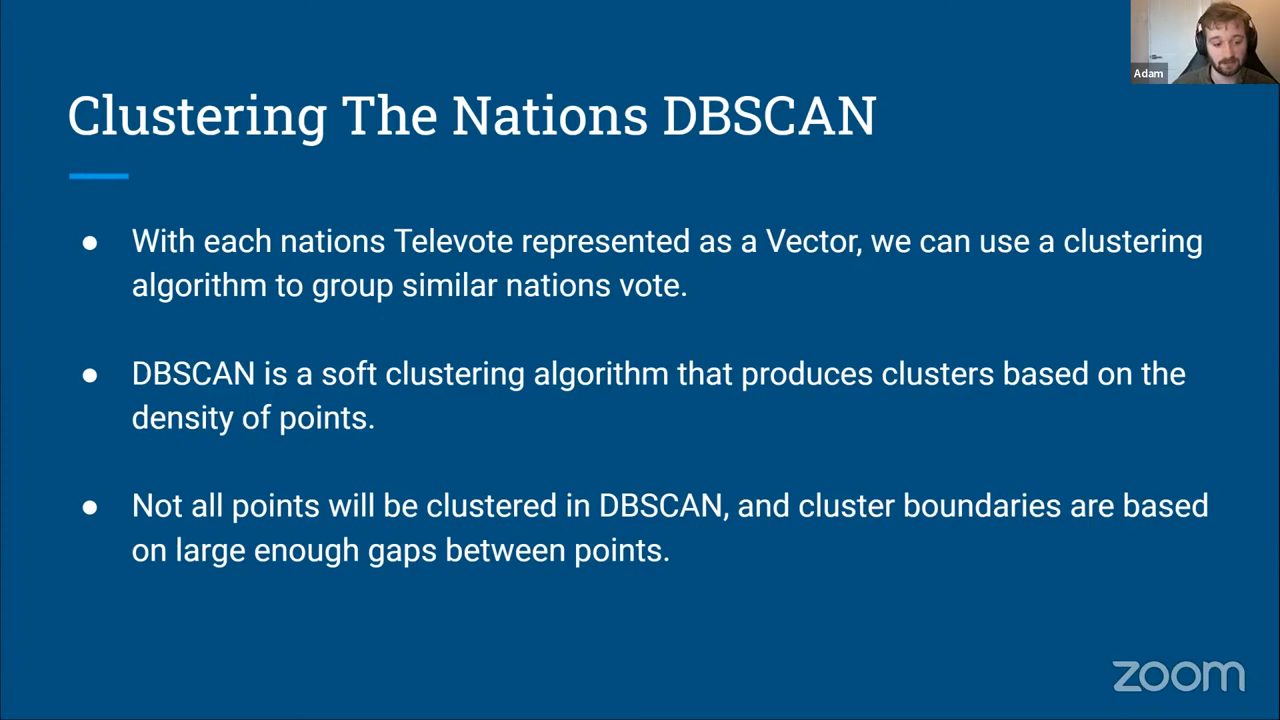 Adam
Clustering The Nations DBSCAN
● With each nations Televote represented as a Vector, we can use a clustering
algorithm to group similar nations vote.
● DBSCAN is a soft clustering algorithm that produces clusters based on the
density of points.
● Not all points will be clustered in DBSCAN, and cluster boundaries are based
on large enough gaps between points.
zoom